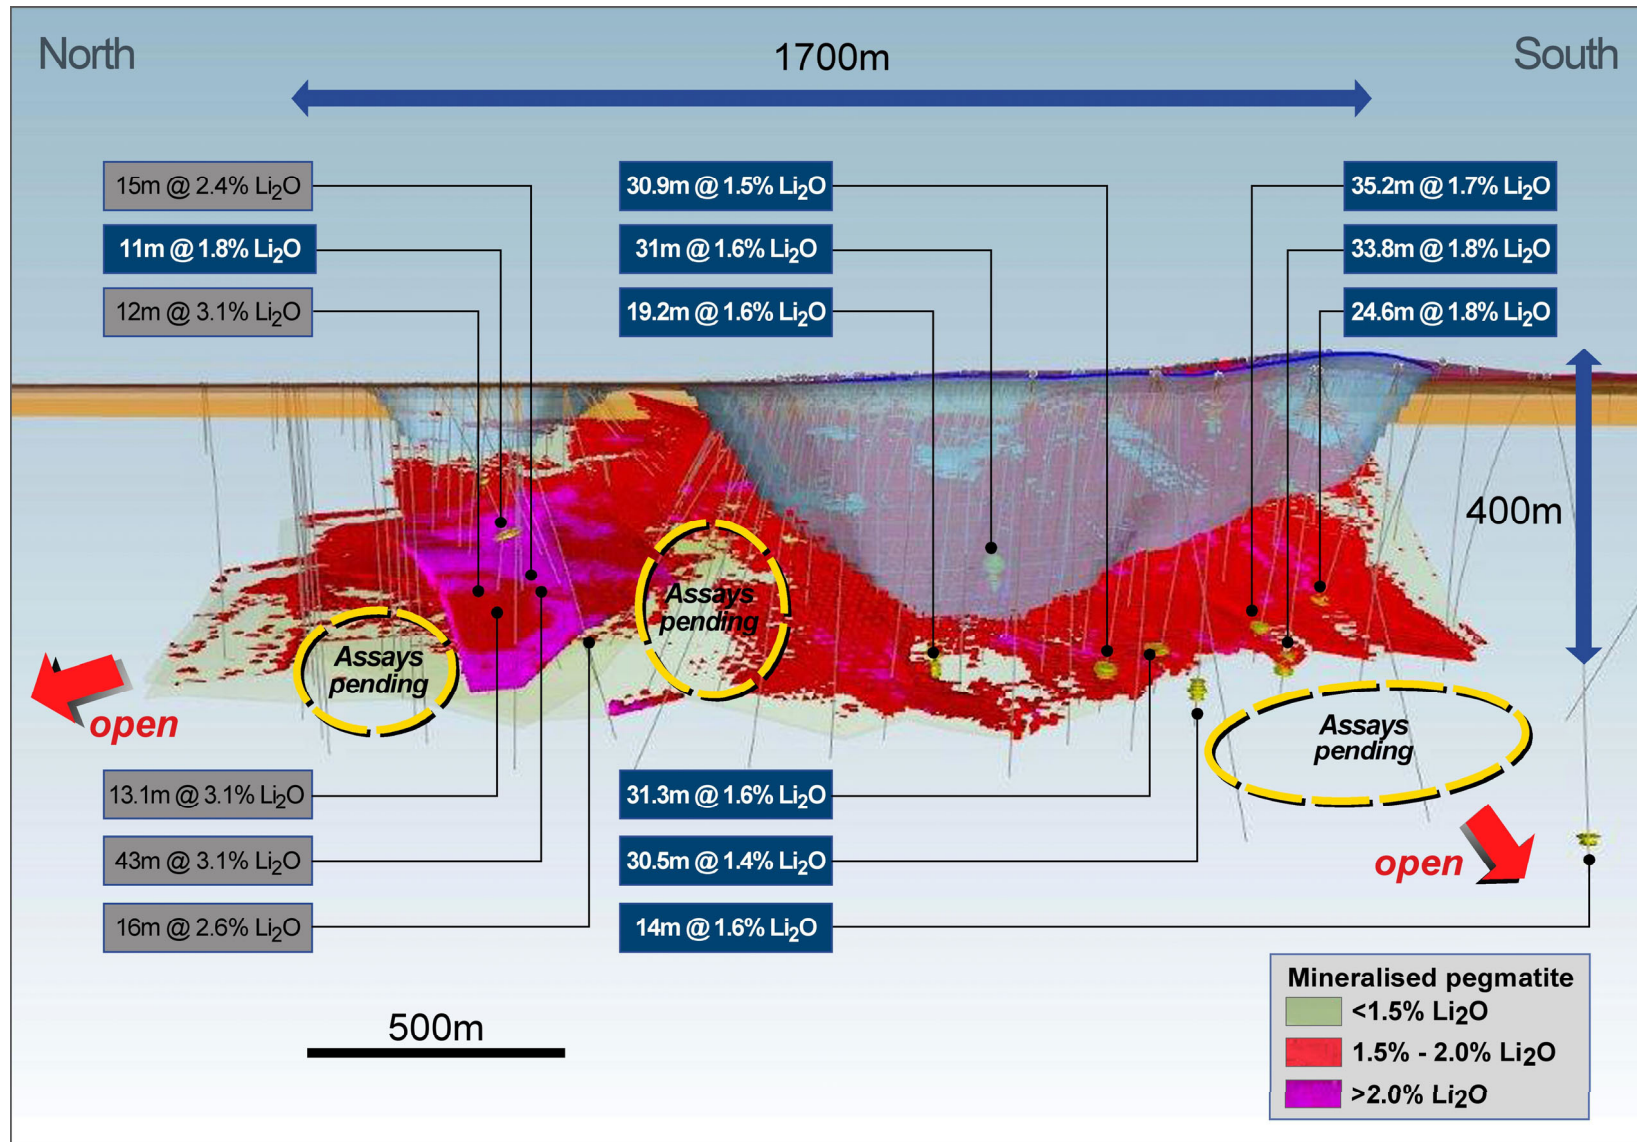 North
1700m
South
15m @ 2.4% Li₂O
30.9m @ 1.5% Li₂O
35.2m @ 1.7% Li₂O
11m @ 1.8% Li₂O
31m @ 1.6% Li₂O
33.8m @ 1.8% Li₂O
12m @ 3.1% Li₂O
19.2m @ 1.6% Li₂O
24.6m @ 1.8% Li₂O
400m
Assays
pending
Assays
pending
open
Assays
pending
13.1m @ 3.1% Li₂O
31.3m @ 1.6% Li₂O
43m @ 3.1% Li₂O
30.5m @ 1.4% Li₂O
open
16m @ 2.6% Li₂O
14m @ 1.6% Li₂O
500m
Mineralised pegmatite
<1.5% Li₂O
1.5% - 2.0% Li₂O
>2.0% Li₂O